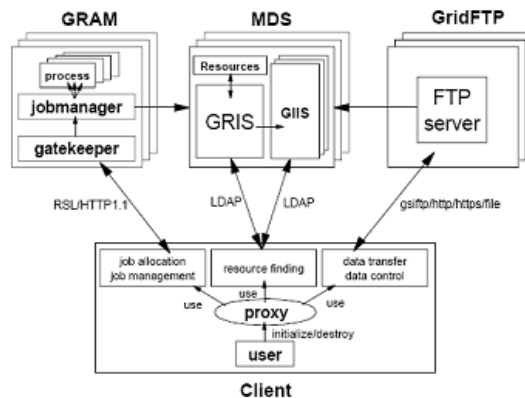 GRAM
MDS
GridFTP
process
jobmanager
gatekeeper
Resources
GRIS
GIIS
FTP
server
RSL/HTTP1.1
LDAP
LDAP
gsiftp/http/https/file
job allocation
job management
resource finding
data transfer
data control
use
use
use
proxy
initialize/destroy
user
Client